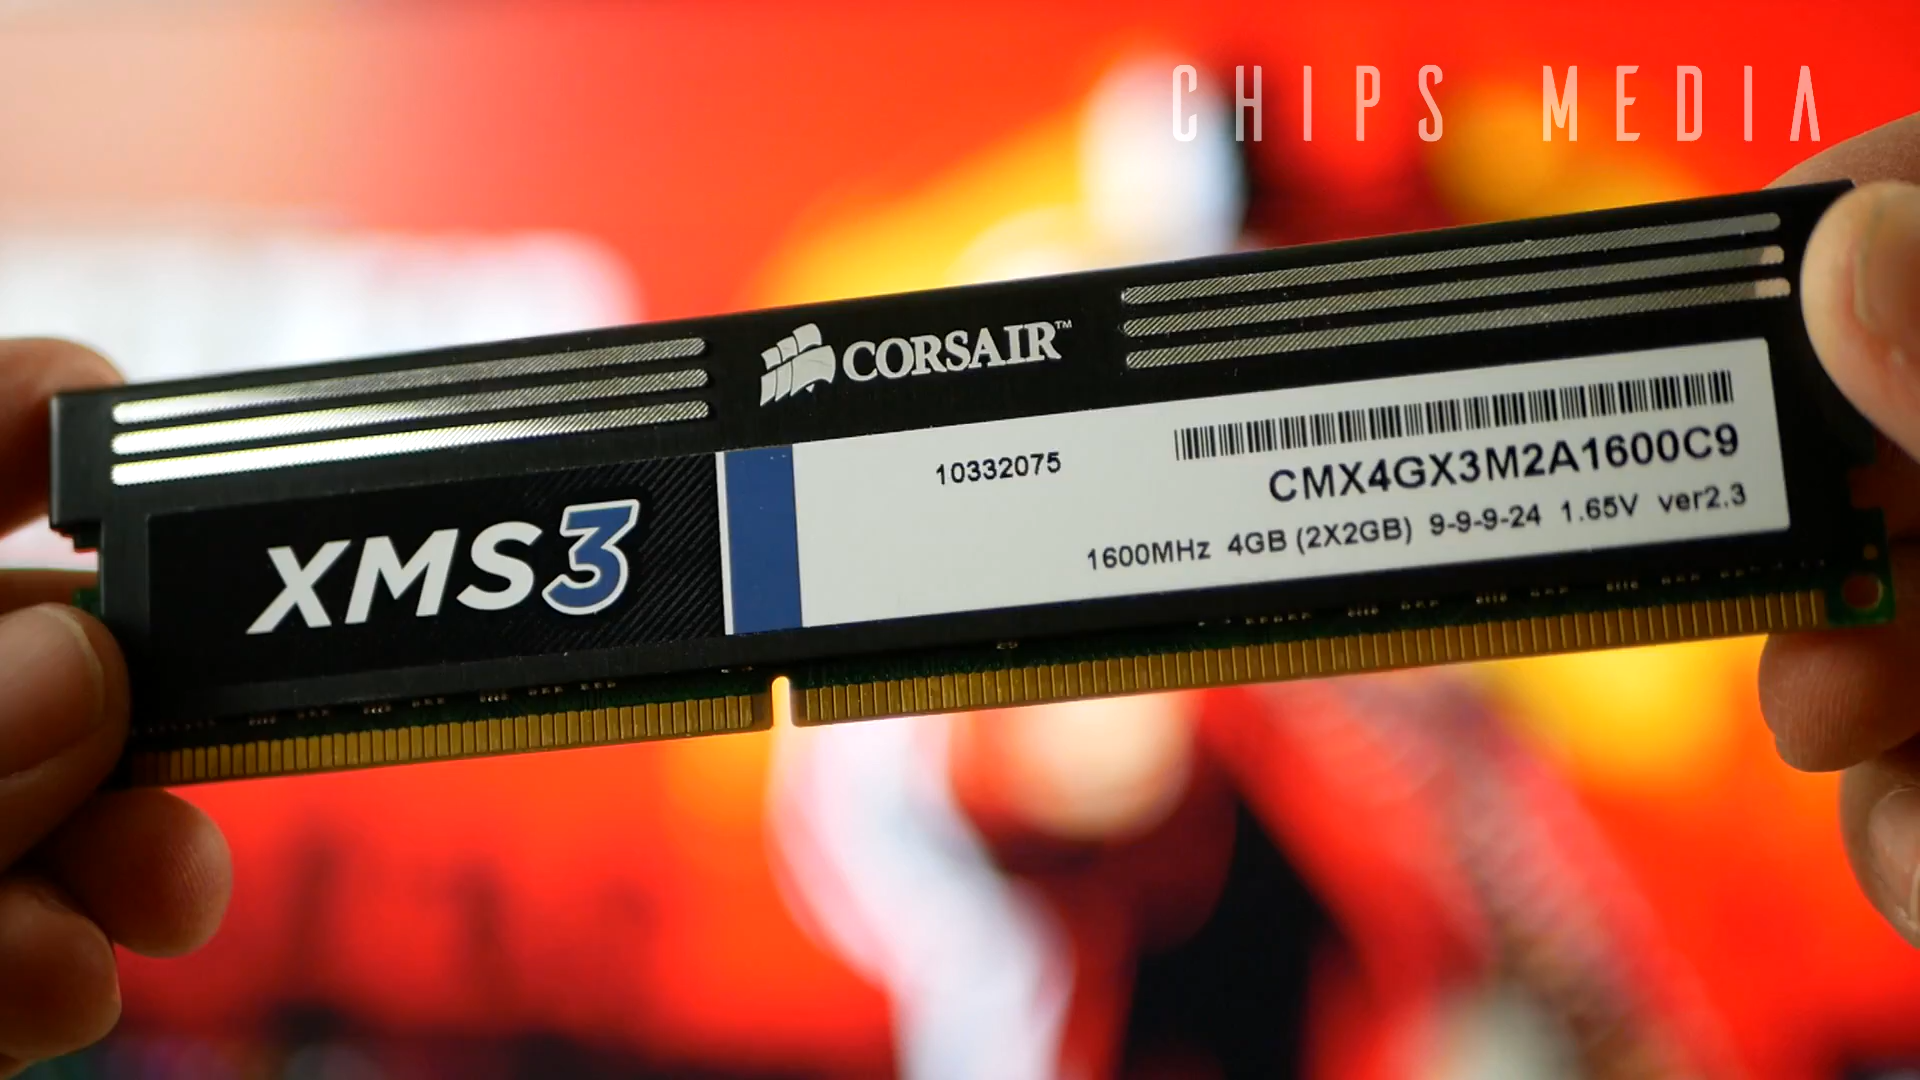 CHIPS MEDIA
CORSAIR™
XMS3
10332075
CMX4GX3M2A1600C9
1600MHz 4GB (2X2GB) 9-9-9-24 1.65V ver2.3